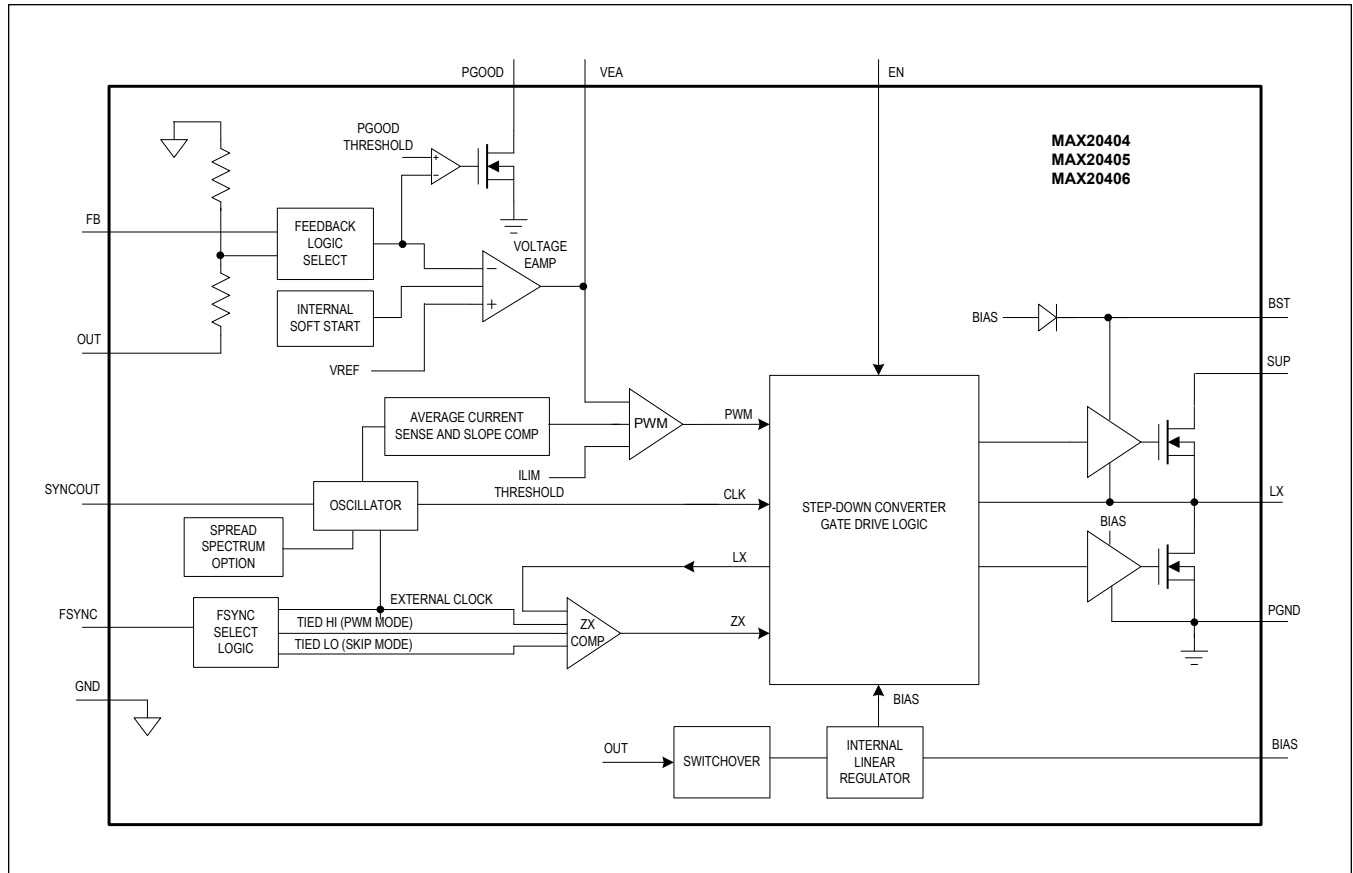 PGOOD
VEA
EN
PGOOD
THRESHOLD
MAX20404
MAX20405
MAX20406
+
−
FB
FEEDBACK
LOGIC
SELECT
VOLTAGE
EAMP
−
+
INTERNAL
SOFT START
BIAS
BST
OUT
VREF
SUP
AVERAGE CURRENT
SENSE AND SLOPE COMP
PWM
PWM
ILIM
THRESHOLD
SYNCOUT
OSCILLATOR
CLK
STEP-DOWN CONVERTER
GATE DRIVE LOGIC
LX
BIAS
SPREAD
SPECTRUM
OPTION
LX
FSYNC
FSYNC
SELECT
LOGIC
EXTERNAL CLOCK
TIED HI (PWM MODE)
TIED LO (SKIP MODE)
ZX
COMP
ZX
PGND
GND
BIAS
OUT
SWITCHOVER
INTERNAL
LINEAR
REGULATOR
BIAS